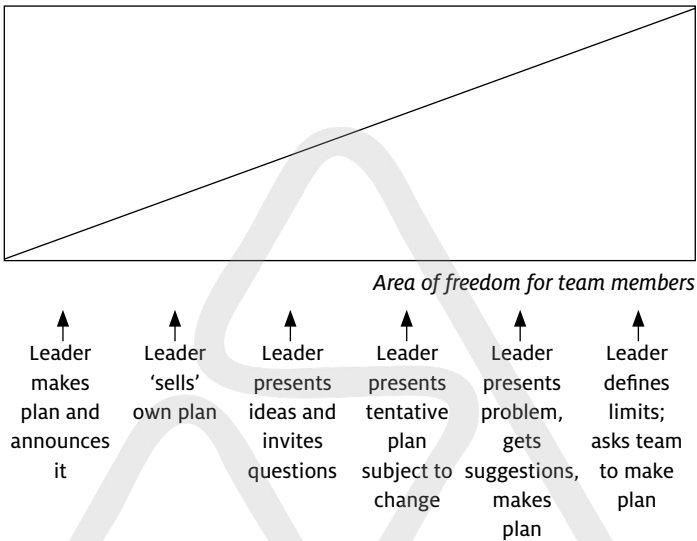 Area of freedom for team members
Leader
makes
plan and
announces
it
Leader
‘sells’
own plan
Leader
presents
ideas and
invites
questions
Leader
presents
tentative
plan
subject to
change
Leader
presents
problem,
gets
suggestions,
makes
plan
Leader
defines
limits;
asks team
to make
plan